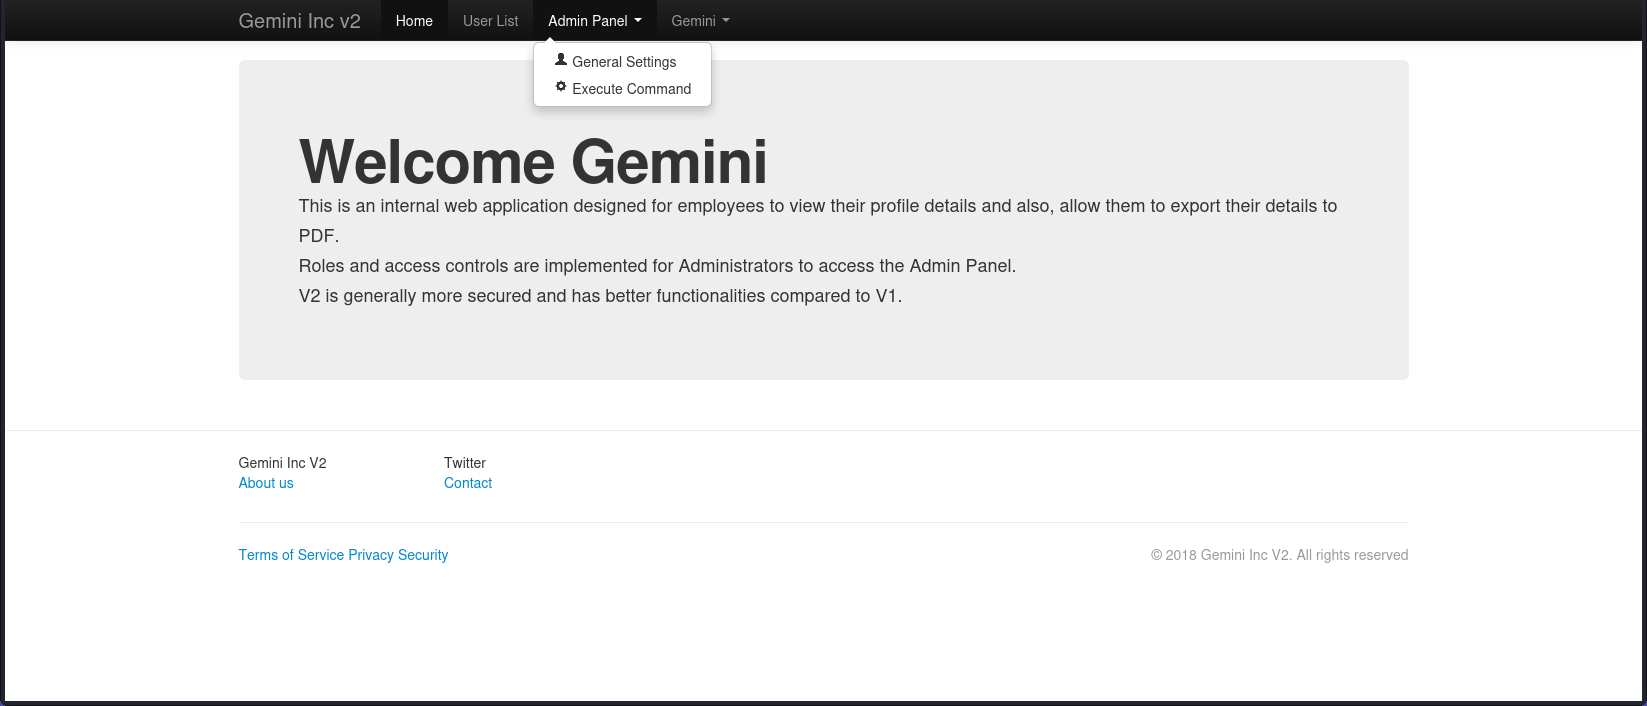 Gemini Inc v2 Home User List Admin Panel Gemini
General Settings
Execute Command
Welcome Gemini
This is an internal web application designed for employees to view their profile details and also, allow them to export their details to
PDF.
Roles and access controls are implemented for Administrators to access the Admin Panel.
V2 is generally more secured and has better functionalities compared to V1.
Gemini Inc V2 Twitter
About us Contact
Terms of Service Privacy Security © 2018 Gemini Inc V2. All rights reserved